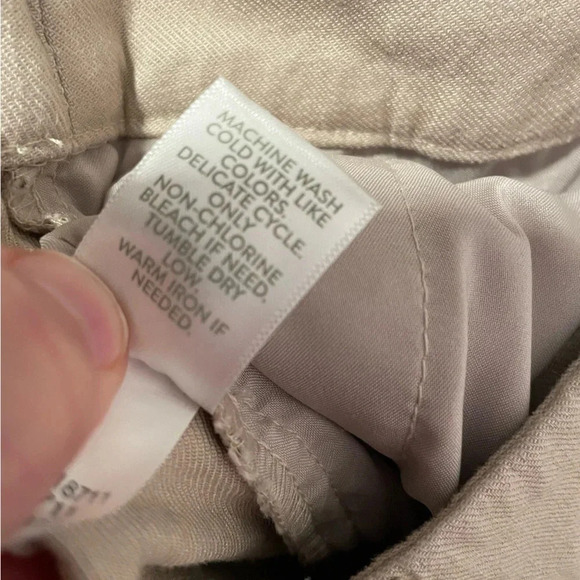 MACHINE WASH
COLD WITH LIKE
COLORS.
DELICATE CYCLE.
ONLY
NON-CHLORINE
BLEACH IF NEED.
TUMBLE DRY
LOW.
WARM IRON IF
NEEDED.